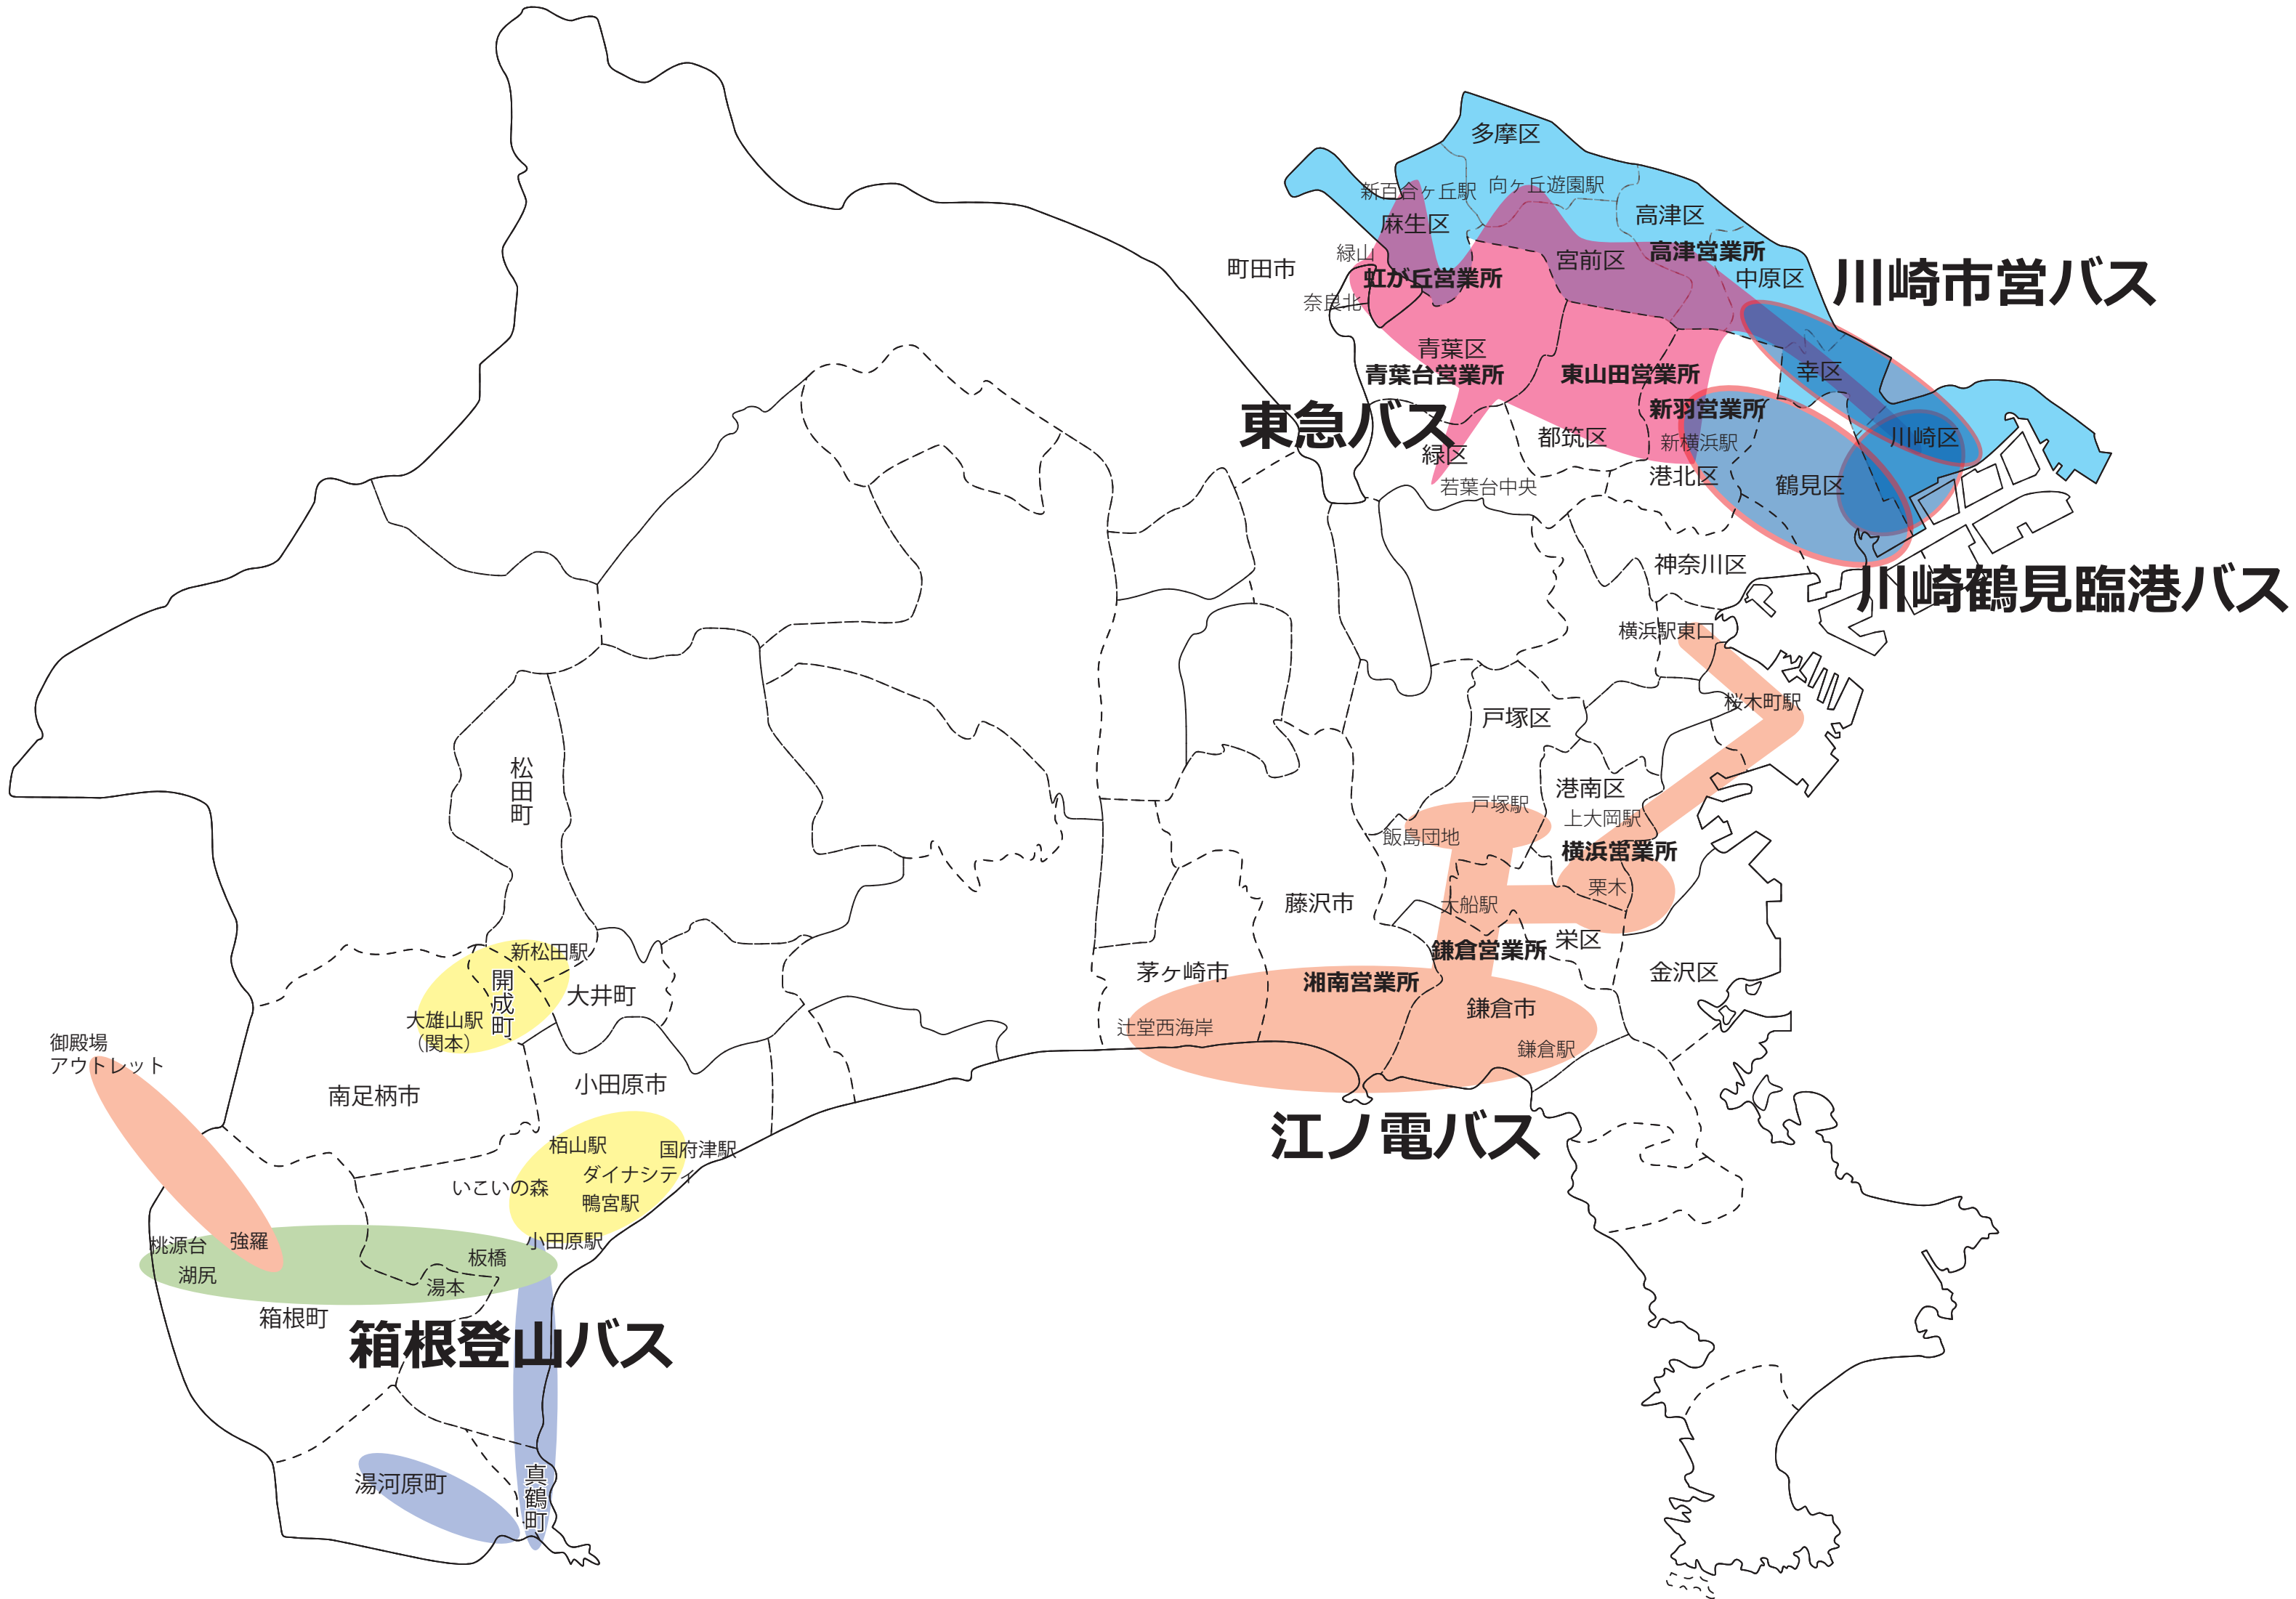 多摩区
新百合ヶ丘駅
向ヶ丘遊園駅
麻生区
高津区
緑山
町田市
虹が丘営業所
宮前区
高津営業所
中原区
川崎市営バス
奈良北
青葉区
青葉台営業所
東山田営業所
幸区
東急バス
新羽営業所
都筑区
新横浜駅
川崎区
緑区
港北区
鶴見区
若葉台中央
神奈川区
川崎鶴見臨港バス
横浜駅東口
桜木町駅
戸塚区
松田町
港南区
戸塚駅
上大岡駅
飯島団地
横浜営業所
栗木
藤沢市
大船駅
栄区
鎌倉営業所
新松田駅
開成町
大井町
茅ヶ崎市
湘南営業所
金沢区
鎌倉市
大雄山駅
（関本）
辻堂西海岸
鎌倉駅
御殿場
アウトレット
南足柄市
小田原市
江ノ電バス
栢山駅
国府津駅
ダイナシティ
いこいの森
鴨宮駅
小田原駅
桃源台
強羅
板橋
湖尻
湯本
箱根町
箱根登山バス
湯河原町
真鶴町